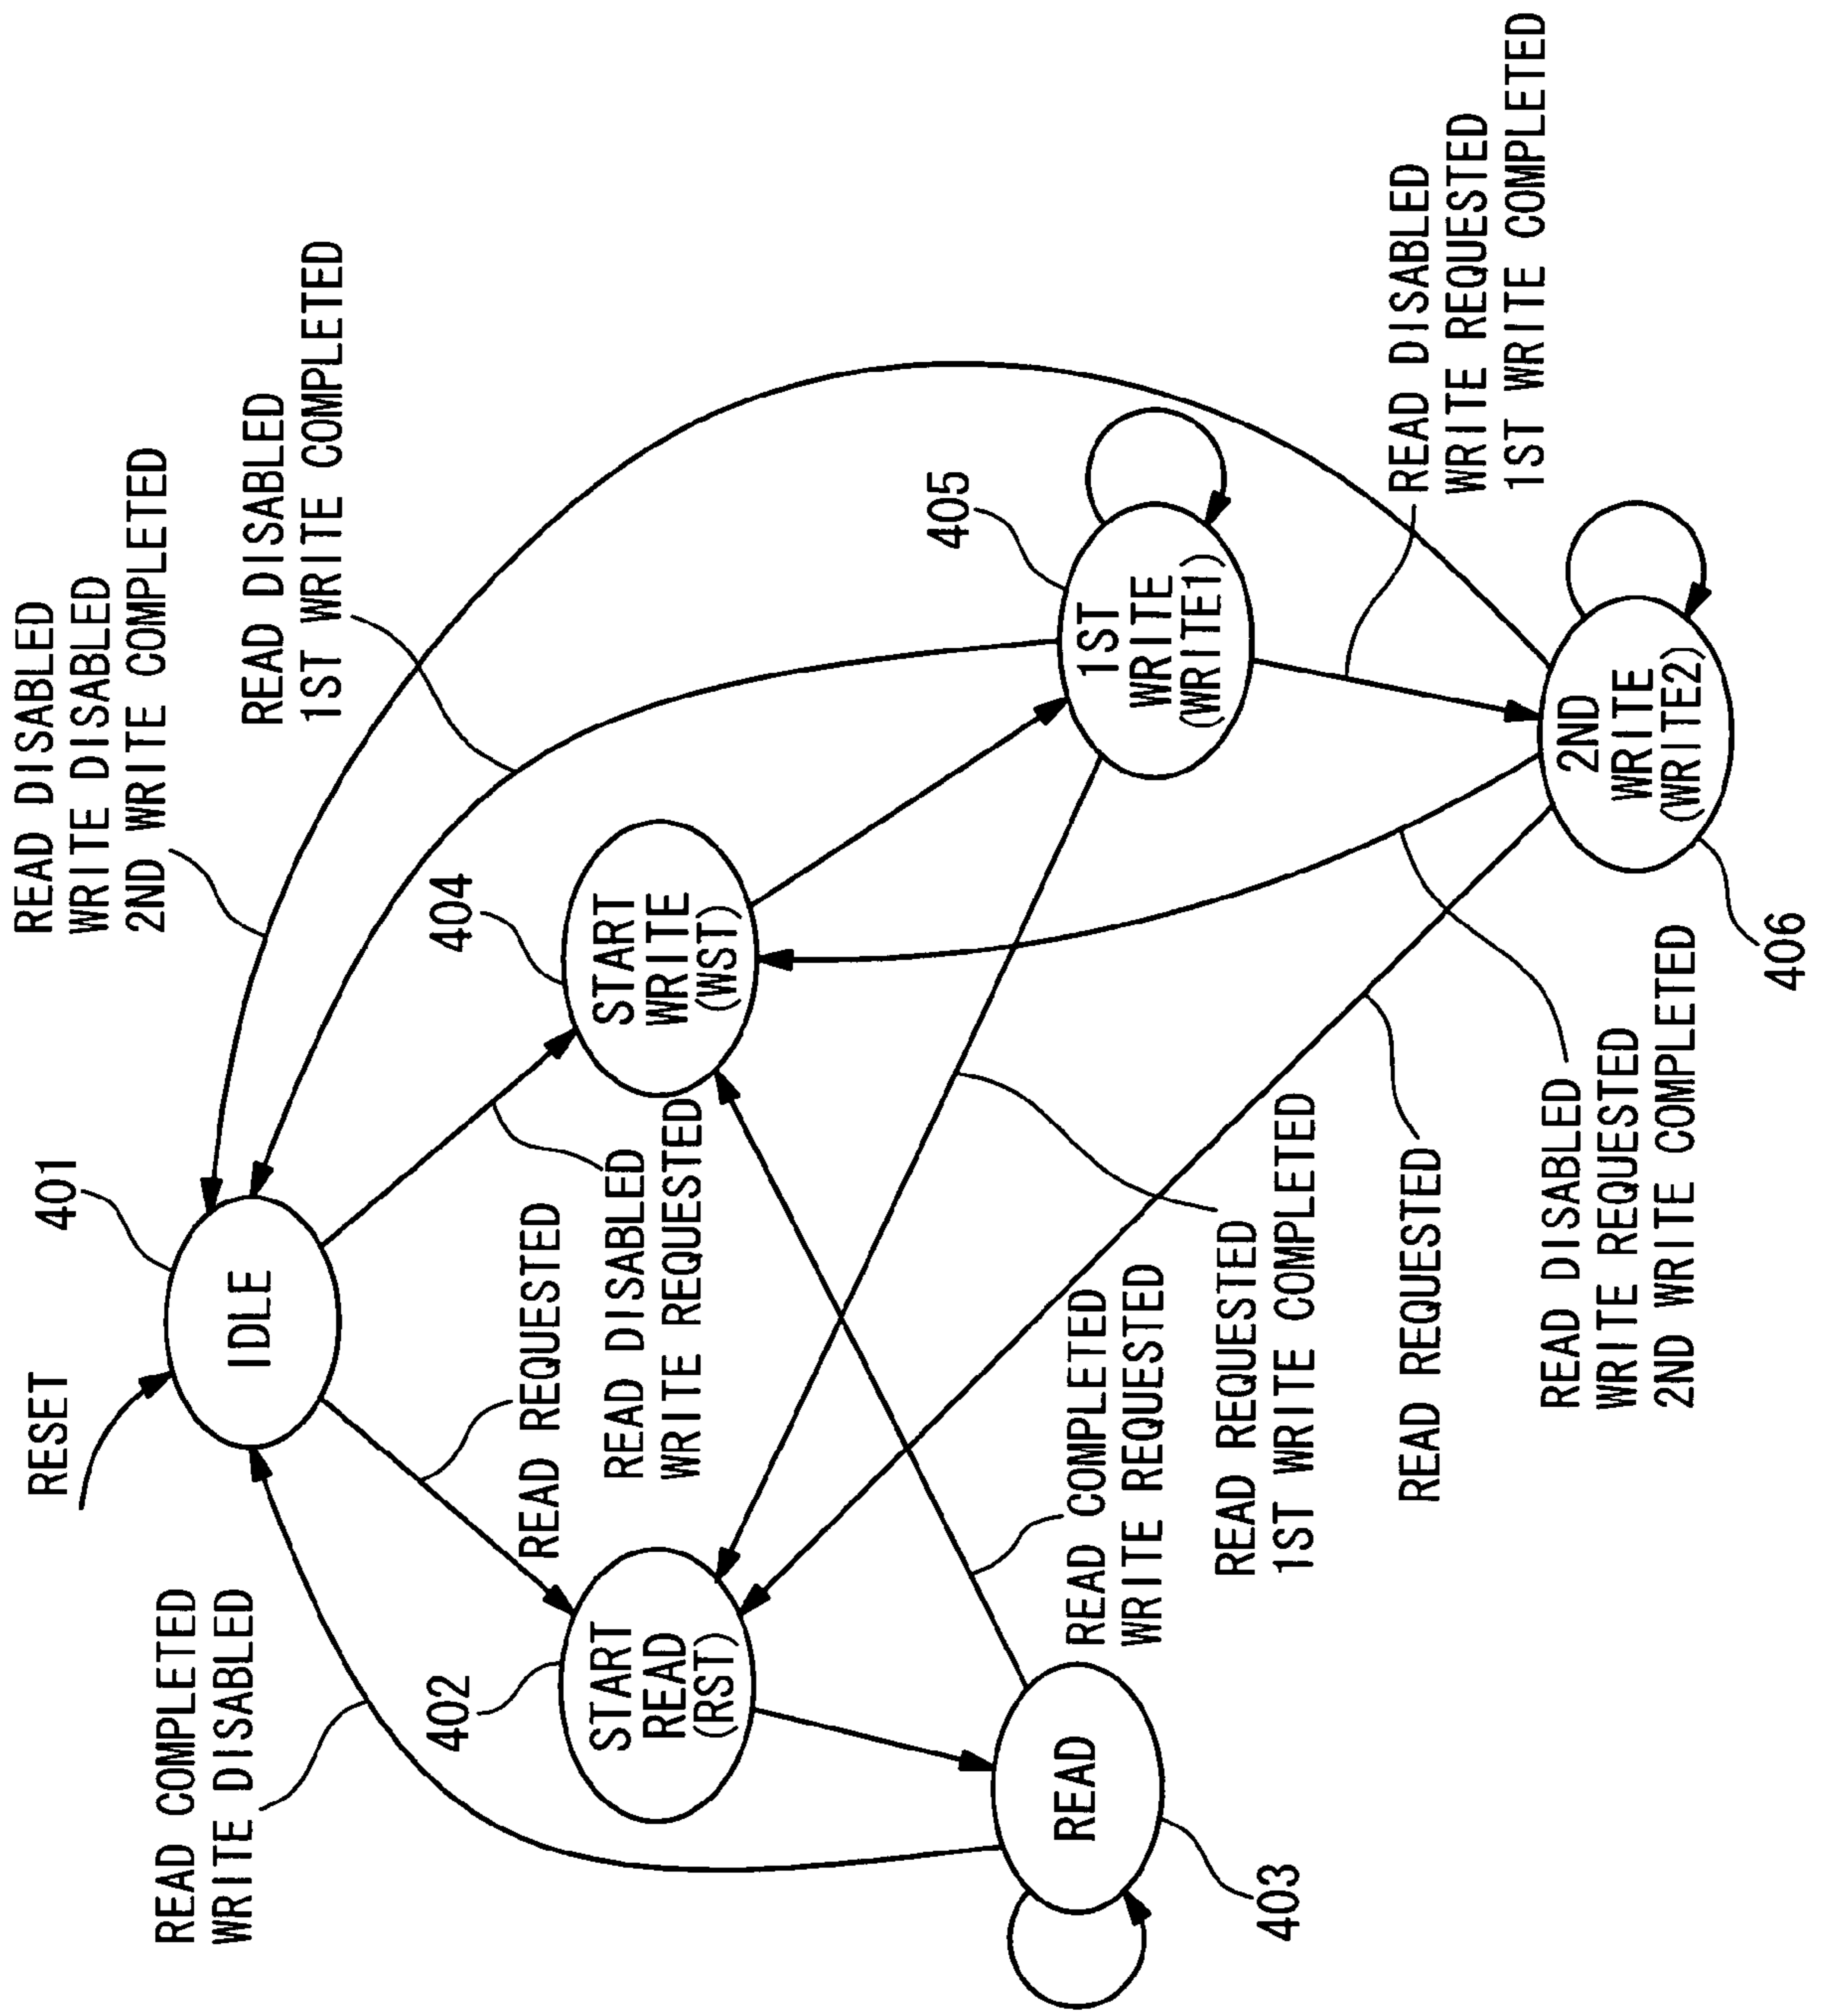 RESET
401
IDLE
READ COMPLETED
WRITE DISABLED
READ DISABLED
WRITE DISABLED
2ND WRITE COMPLETED
READ DISABLED
1ST WRITE COMPLETED
READ REQUESTED
READ DISABLED
WRITE REQUESTED
402
START
READ
(RST)
404
START
WRITE
(WST)
405
1ST
WRITE
(WRITE1)
READ
403
READ COMPLETED
WRITE REQUESTED
READ REQUESTED
1ST WRITE COMPLETED
READ REQUESTED
READ DISABLED
WRITE REQUESTED
1ST WRITE COMPLETED
2ND
WRITE
(WRITE2)
406
READ DISABLED
WRITE REQUESTED
2ND WRITE COMPLETED